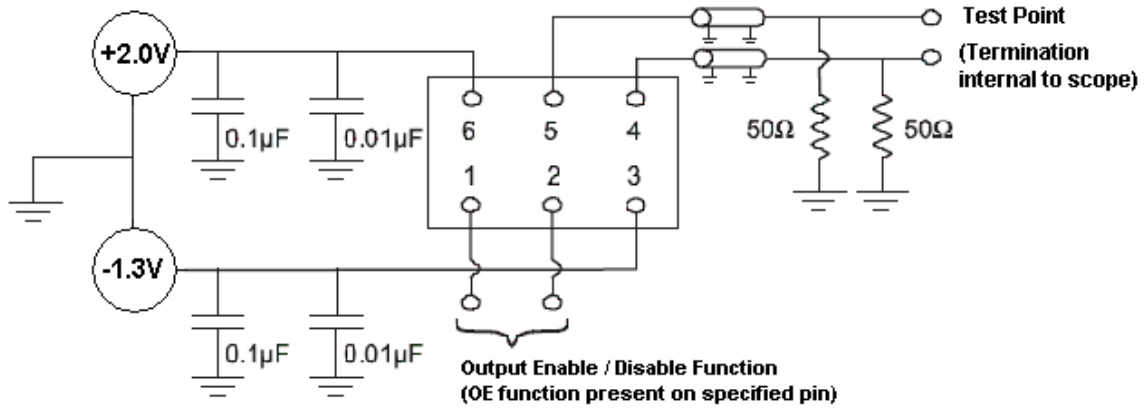 Test Point
+2.0V
(Termination
internal to scope)
0.1µF
0.01µF
6 5 4
50Ω
50Ω
1 2 3
-1.3V
0.1µF
0.01µF
Output Enable / Disable Function
(OE function present on specified pin)